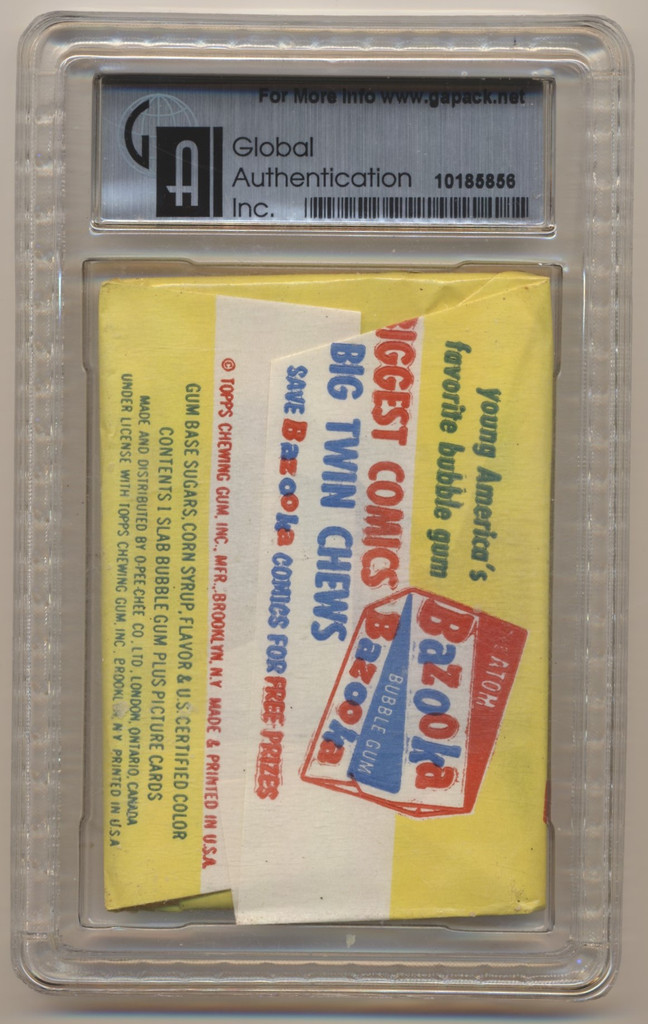 For More Info www.gapack.net
GA
Global
Authentication
Inc.
10185856
young America's
favorite bubble gum
ATOM
Bazooka
BUBBLE GUM
Bazooka
BIGGEST COMICS
BIG TWIN CHEWS
SAVE Bazooka COMICS FOR FREE PRIZES
© TOPPS CHEWING GUM, INC., MFR., BROOKLYN, N.Y. MADE & PRINTED IN U.S.A.
GUM BASE SUGARS, CORN SYRUP, FLAVOR & U.S. CERTIFIED COLOR
CONTENTS 1 SLAB BUBBLE GUM PLUS PICTURE CARDS
MADE AND DISTRIBUTED BY O-PEE-CHEE CO. LTD. LONDON, ONTARIO, CANADA
UNDER LICENSE WITH TOPPS CHEWING GUM, INC. BROOKLYN, N.Y. PRINTED IN U.S.A.